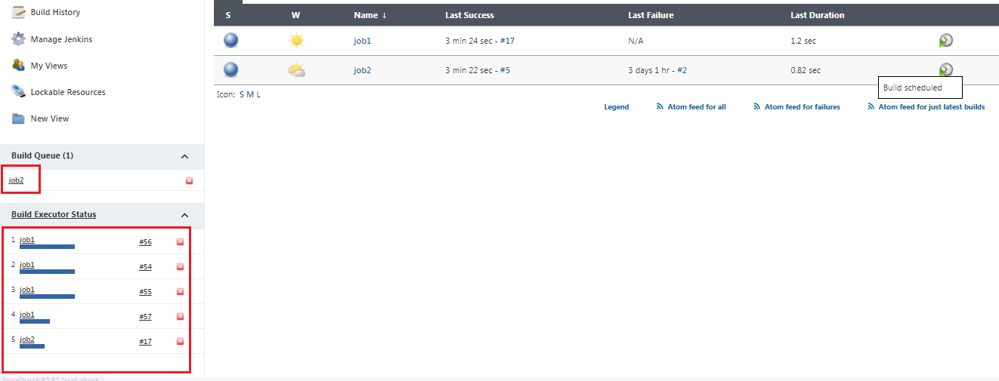 Build History
Manage Jenkins
My Views
Lockable Resources
New View
Build Queue (1)
job2
Build Executor Status
1 job1 #56
2 job1 #54
3 job1 #55
4 job1 #57
5 job2 #17
S W Name ↓ Last Success Last Failure Last Duration
job1 3 min 24 sec - #17 N/A 1.2 sec
job2 3 min 22 sec - #5 3 days 1 hr - #2 0.82 sec
Build scheduled
Icon: S M L
Legend Atom feed for all Atom feed for failures Atom feed for just latest builds
localhost:8181/rssLatest